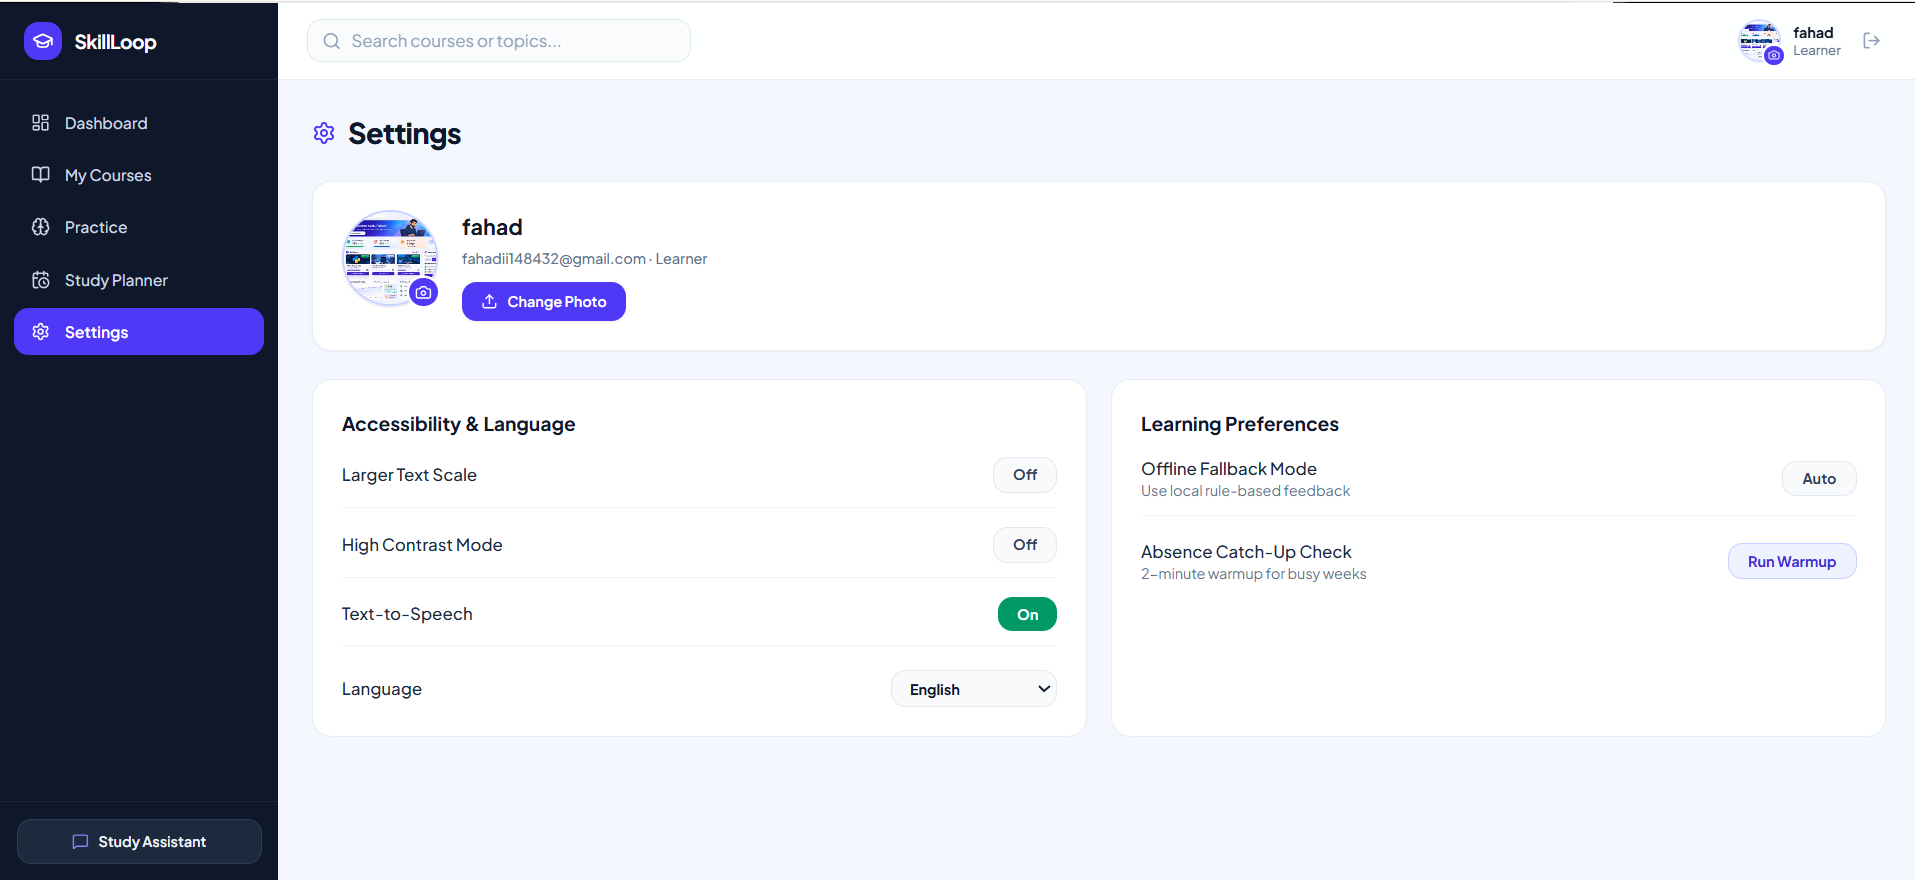 SkillLoop
Search courses or topics...
fahad
Learner
Dashboard
My Courses
Practice
Study Planner
Settings
Study Assistant
Settings
fahad
fahadii148432@gmail.com · Learner
Change Photo
Accessibility & Language
Larger Text Scale
Off
High Contrast Mode
Off
Text-to-Speech
On
Language
English
Learning Preferences
Offline Fallback Mode
Use local rule-based feedback
Auto
Absence Catch-Up Check
2-minute warmup for busy weeks
Run Warmup